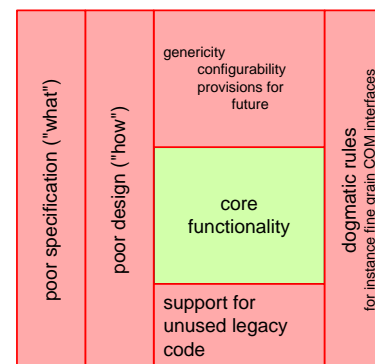 poor specification ("what")
poor design ("how")
genericity
configurability
provisions for
future
core
functionality
support for
unused legacy
code
dogmatic rules
for instance fine grain COM interfaces